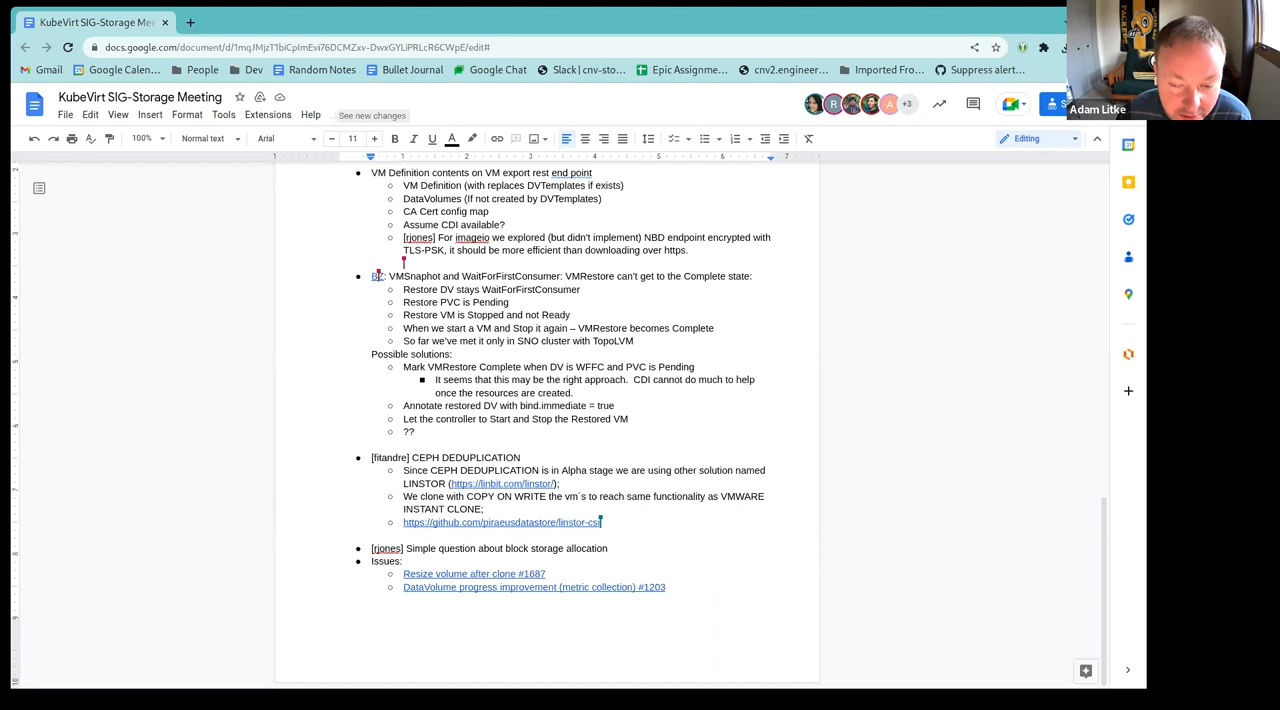 KubeVirt SIG-Storage Mee
docs.google.com/document/d/1mqJMjzT1biCpImEvi76DCMZxv-DwxGYLiPRLcR6CWpE/edit#
Gmail Google Calen... People Dev Random Notes Bullet Journal Google Chat Slack | cnv-sto... Epic Assignme... cnv2.engineer... Imported Fro... Suppress alert...
Adam Litke
KubeVirt SIG-Storage Meeting
File Edit View Insert Format Tools Extensions Help See new changes
A +3
100% Normal text Arial 11 B I U A Editing
1 1 2 3 4 5 6 7
VM Definition contents on VM export rest end point
VM Definition (with replaces DVTemplates if exists)
DataVolumes (If not created by DVTemplates)
CA Cert config map
Assume CDI available?
[rjones] For imageio we explored (but didn't implement) NBD endpoint encrypted with
TLS-PSK, it should be more efficient than downloading over https.
BZ: VMSnaphot and WaitForFirstConsumer: VMRestore can't get to the Complete state:
Restore DV stays WaitForFirstConsumer
Restore PVC is Pending
Restore VM is Stopped and not Ready
When we start a VM and Stop it again – VMRestore becomes Complete
So far we've met it only in SNO cluster with TopoLVM
Possible solutions:
Mark VMRestore Complete when DV is WFFC and PVC is Pending
It seems that this may be the right approach. CDI cannot do much to help
once the resources are created.
Annotate restored DV with bind.immediate = true
Let the controller to Start and Stop the Restored VM
??
[fitandre] CEPH DEDUPLICATION
Since CEPH DEDUPLICATION is in Alpha stage we are using other solution named
LINSTOR (https://linbit.com/linstor/);
We clone with COPY ON WRITE the vm´s to reach same functionality as VMWARE
INSTANT CLONE;
https://github.com/piraeusdatastore/linstor-csi
[rjones] Simple question about block storage allocation
Issues:
Resize volume after clone #1687
DataVolume progress improvement (metric collection) #1203